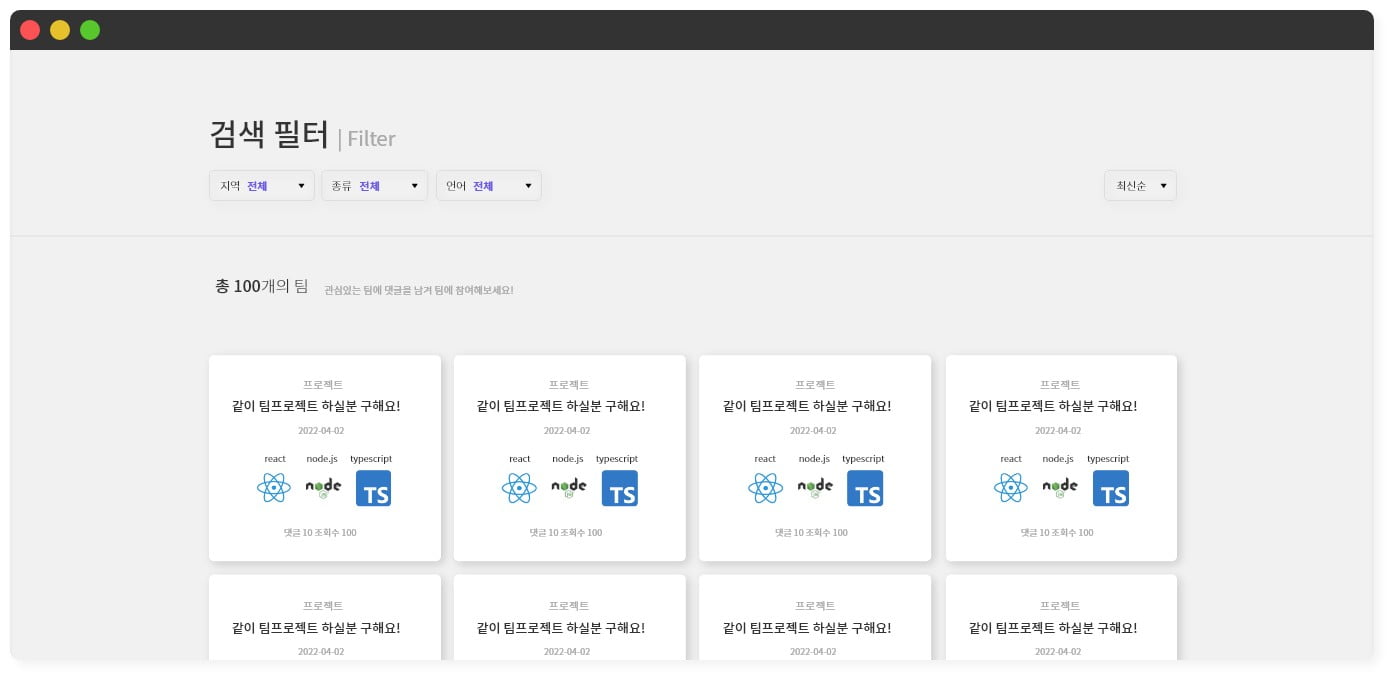 검색 필터 | Filter
지역 전체 ▼ 종류 전체 ▼ 언어 전체 ▼ 최신순 ▼
총 100개의 팀 관심있는 팀에 댓글을 남겨 팀에 참여해보세요!
프로젝트 프로젝트 프로젝트 프로젝트
같이 팀프로젝트 하실분 구해요! 같이 팀프로젝트 하실분 구해요! 같이 팀프로젝트 하실분 구해요! 같이 팀프로젝트 하실분 구해요!
2022-04-02 2022-04-02 2022-04-02 2022-04-02
react node.js typescript react node.js typescript react node.js typescript react node.js typescript
node JS TS node JS TS node JS TS node JS TS
댓글 10 조회수 100 댓글 10 조회수 100 댓글 10 조회수 100 댓글 10 조회수 100
프로젝트 프로젝트 프로젝트 프로젝트
같이 팀프로젝트 하실분 구해요! 같이 팀프로젝트 하실분 구해요! 같이 팀프로젝트 하실분 구해요! 같이 팀프로젝트 하실분 구해요!
2022-04-02 2022-04-02 2022-04-02 2022-04-02